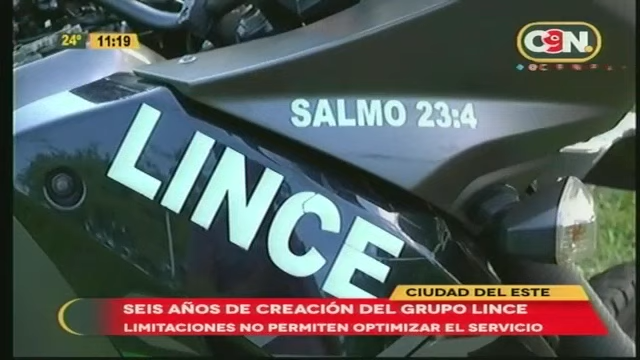 24°
11:19
C9N
SALMO 23:4
LINCE
CIUDAD DEL ESTE
SEIS AÑOS DE CREACIÓN DEL GRUPO LINCE
LIMITACIONES NO PERMITEN OPTIMIZAR EL SERVICIO